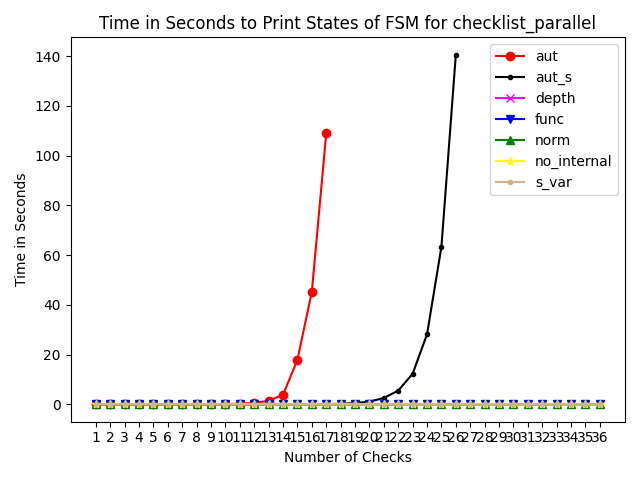 Time in Seconds to Print States of FSM for checklist_parallel
140
120
100
80
60
40
20
0
Time in Seconds
aut
aut_s
depth
func
norm
no_internal
s_var
1 2 3 4 5 6 7 8 9 10 11 12 13 14 15 16 17 18 19 20 21 22 23 24 25 26 27 28 29 30 31 32 33 34 35 36
Number of Checks